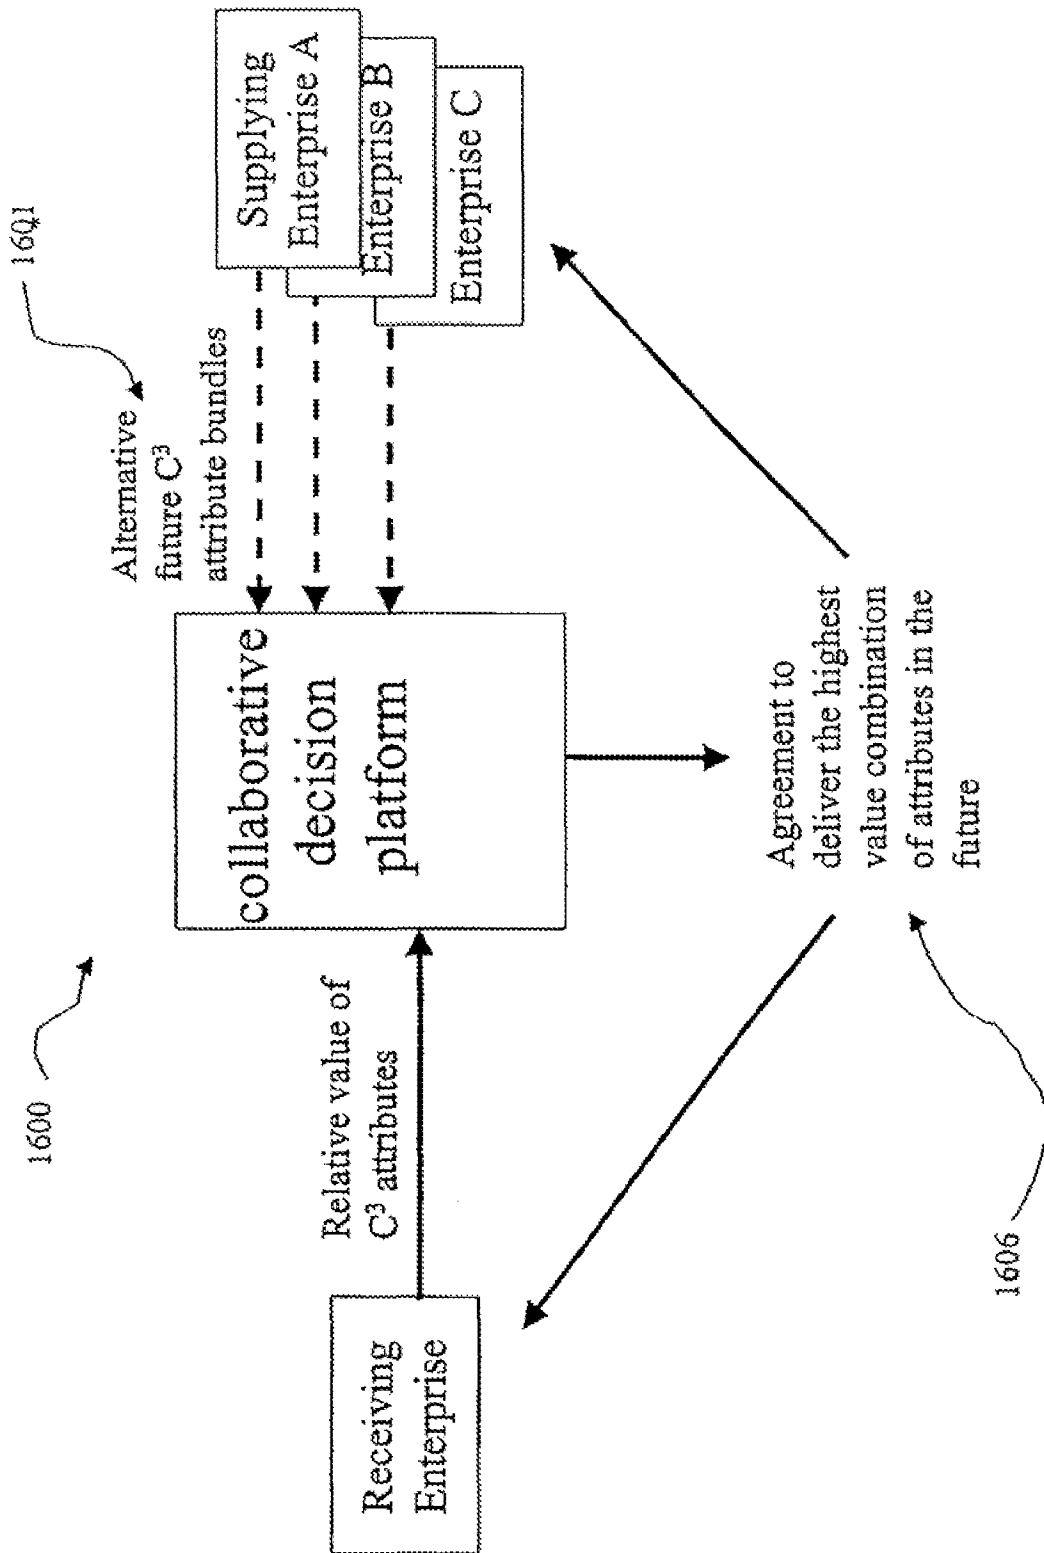 1600
1601
Alternative
future C³
attribute bundles
Supplying
Enterprise A
Enterprise B
Enterprise C
collaborative
decision
platform
Relative value of
C³ attributes
Receiving
Enterprise
Agreement to
deliver the highest
value combination
of attributes in the
future
1606